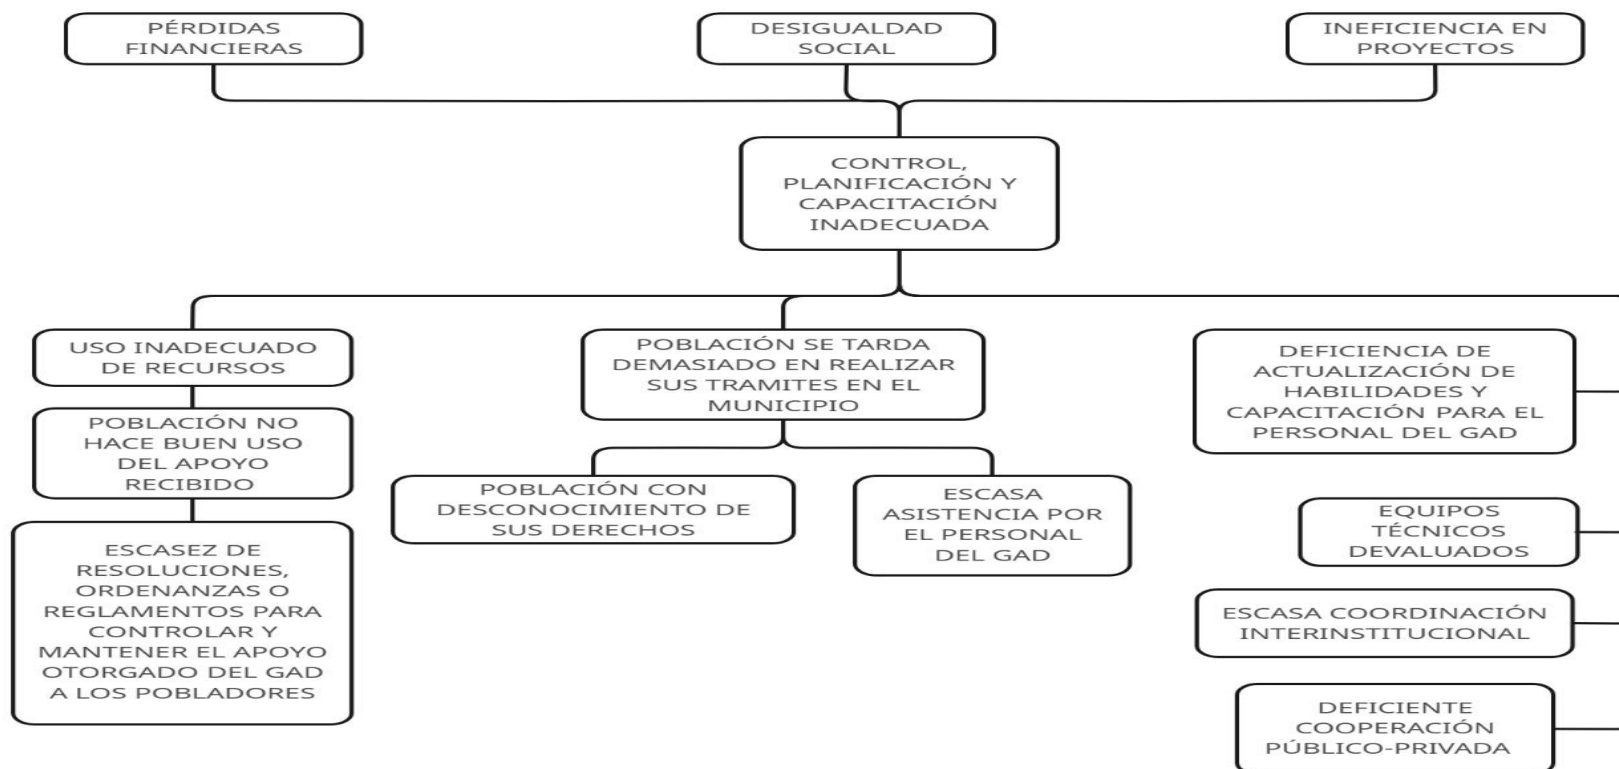 PÉRDIDAS
FINANCIERAS
DESIGUALDAD
SOCIAL
INEFICIENCIA EN
PROYECTOS
CONTROL,
PLANIFICACIÓN Y
CAPACITACIÓN
INADECUADA
USO INADECUADO
DE RECURSOS
POBLACIÓN NO
HACE BUEN USO
DEL APOYO
RECIBIDO
ESCASEZ DE
RESOLUCIONES,
ORDENANZAS O
REGLAMENTOS PARA
CONTROLAR Y
MANTENER EL APOYO
OTORGADO DEL GAD
A LOS POBLADORES
POBLACIÓN SE TARDA
DEMASIADO EN REALIZAR
SUS TRAMITES EN EL
MUNICIPIO
POBLACIÓN CON
DESCONOCIMIENTO DE
SUS DERECHOS
ESCASA
ASISTENCIA POR
EL PERSONAL
DEL GAD
DEFICIENCIA DE
ACTUALIZACIÓN DE
HABILIDADES Y
CAPACITACIÓN PARA EL
PERSONAL DEL GAD
EQUIPOS
TÉCNICOS
DEVALUADOS
ESCASA COORDINACIÓN
INTERINSTITUCIONAL
DEFICIENTE
COOPERACIÓN
PÚBLICO-PRIVADA